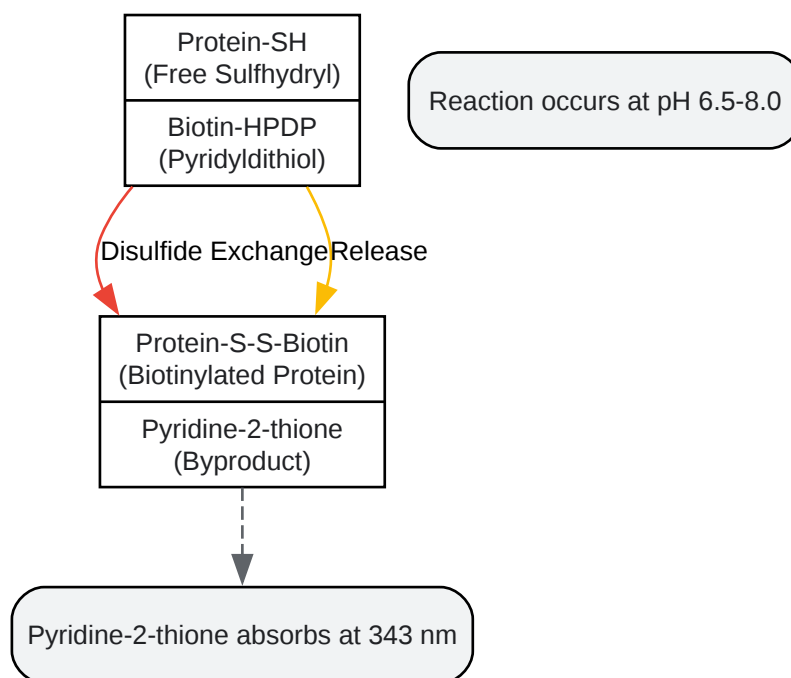 Protein-SH
(Free Sulfhydryl)
Biotin-HPDP
(Pyridyldithiol)
Reaction occurs at pH 6.5-8.0
Disulfide Exchange
Release
Protein-S-S-Biotin
(Biotinylated Protein)
Pyridine-2-thione
(Byproduct)
Pyridine-2-thione absorbs at 343 nm